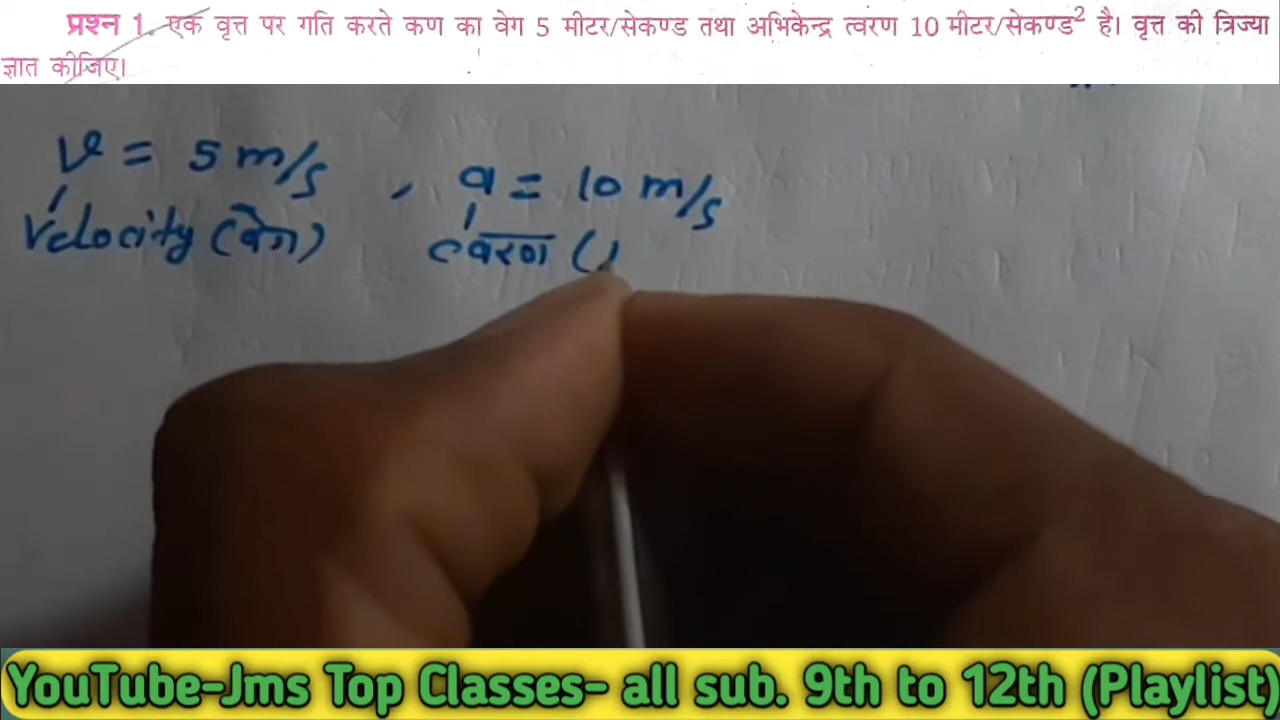 प्रश्न 1. एक वृत्त पर गति करते कण का वेग 5 मीटर/सेकण्ड तथा अभिकेन्द्र त्वरण 10 मीटर/सेकण्ड² है। वृत्त की त्रिज्या
ज्ञात कीजिए।
v = 5 m/s , a = 10 m/s
Velocity (वेग) त्वरण (
YouTube-Jms Top Classes- all sub. 9th to 12th (Playlist)